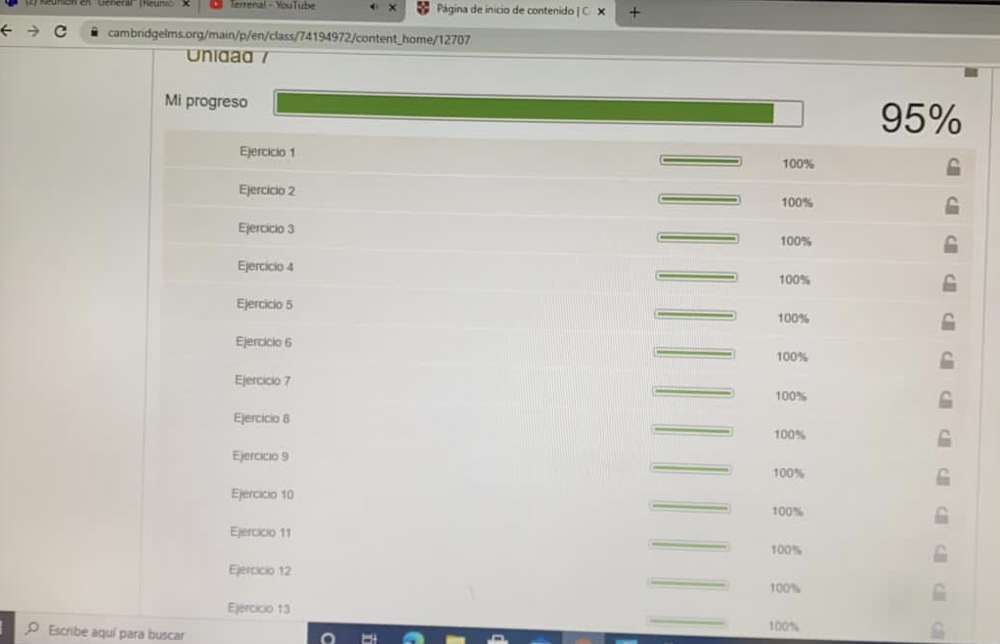 (2) Reunión en "General" (Reunió
Terrenal - YouTube
Página de inicio de contenido | C
cambridgelms.org/main/p/en/class/74194972/content_home/12707
Unidad 7
Mi progreso 95%
Ejercicio 1 100%
Ejercicio 2 100%
Ejercicio 3 100%
Ejercicio 4 100%
Ejercicio 5 100%
Ejercicio 6 100%
Ejercicio 7 100%
Ejercicio 8 100%
Ejercicio 9 100%
Ejercicio 10 100%
Ejercicio 11 100%
Ejercicio 12 100%
Ejercicio 13 100%
Escribe aquí para buscar